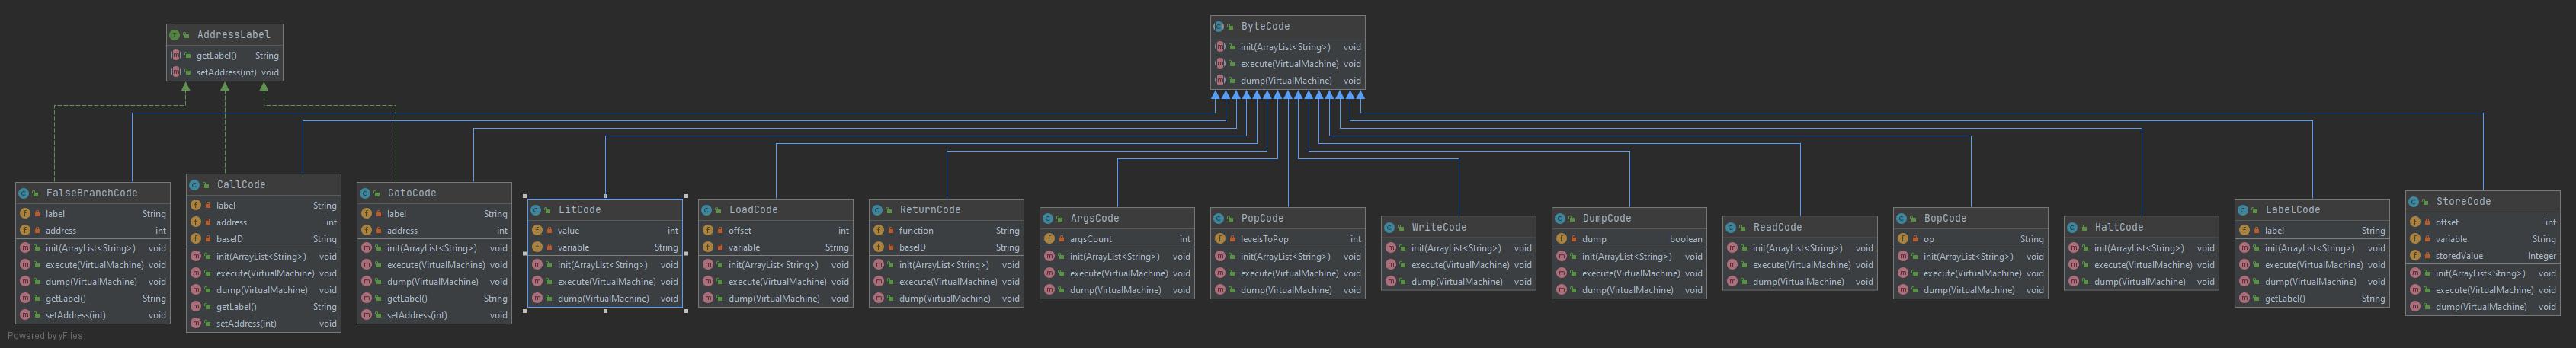 AddressLabel
getLabel() String
setAddress(int) void
ByteCode
init(ArrayList<String>) void
execute(VirtualMachine) void
dump(VirtualMachine) void
FalseBranchCode
label String
address int
init(ArrayList<String>) void
execute(VirtualMachine) void
dump(VirtualMachine) void
getLabel() String
setAddress(int) void
CallCode
label String
address int
baseID String
init(ArrayList<String>) void
execute(VirtualMachine) void
dump(VirtualMachine) void
getLabel() String
setAddress(int) void
GotoCode
label String
address int
init(ArrayList<String>) void
execute(VirtualMachine) void
dump(VirtualMachine) void
getLabel() String
setAddress(int) void
LitCode
value int
variable String
init(ArrayList<String>) void
execute(VirtualMachine) void
dump(VirtualMachine) void
LoadCode
offset int
variable String
init(ArrayList<String>) void
execute(VirtualMachine) void
dump(VirtualMachine) void
ReturnCode
function String
baseID String
init(ArrayList<String>) void
execute(VirtualMachine) void
dump(VirtualMachine) void
ArgsCode
argsCount int
init(ArrayList<String>) void
execute(VirtualMachine) void
dump(VirtualMachine) void
PopCode
levelsToPop int
init(ArrayList<String>) void
execute(VirtualMachine) void
dump(VirtualMachine) void
WriteCode
init(ArrayList<String>) void
execute(VirtualMachine) void
dump(VirtualMachine) void
DumpCode
dump boolean
init(ArrayList<String>) void
execute(VirtualMachine) void
dump(VirtualMachine) void
ReadCode
init(ArrayList<String>) void
execute(VirtualMachine) void
dump(VirtualMachine) void
BopCode
op String
init(ArrayList<String>) void
execute(VirtualMachine) void
dump(VirtualMachine) void
HaltCode
init(ArrayList<String>) void
execute(VirtualMachine) void
dump(VirtualMachine) void
LabelCode
label String
init(ArrayList<String>) void
execute(VirtualMachine) void
dump(VirtualMachine) void
getLabel() String
StoreCode
offset int
variable String
storedValue Integer
init(ArrayList<String>) void
execute(VirtualMachine) void
dump(VirtualMachine) void
Powered by yFiles